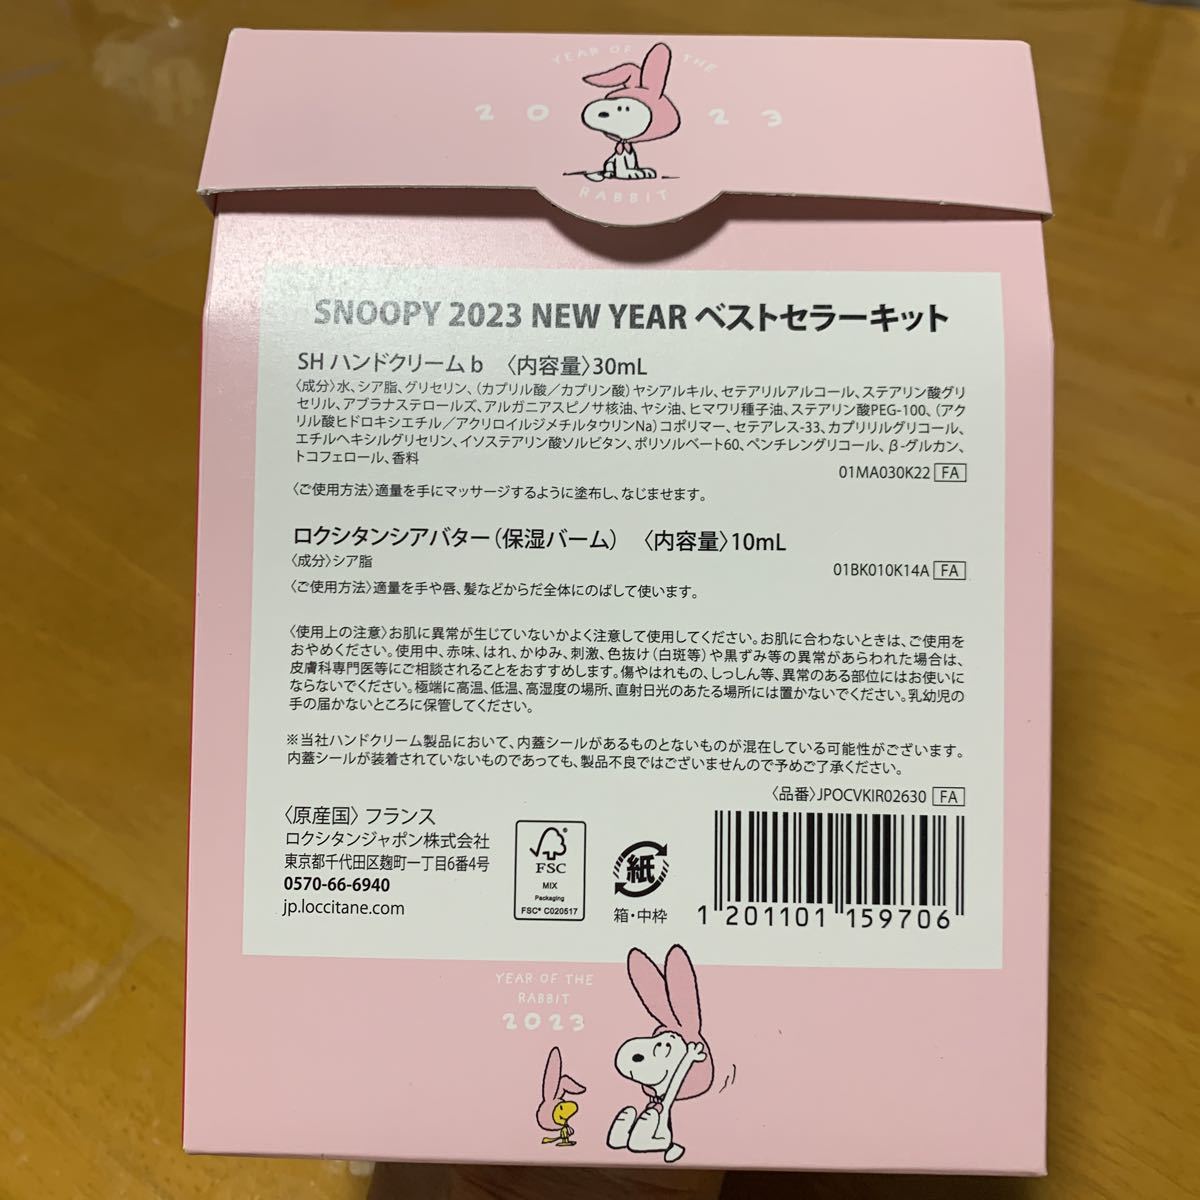 YEAR OF THE
2023
RABBIT
SNOOPY 2023 NEW YEAR ベストセラーキット
SH ハンドクリーム b 〈内容量〉30mL
〈成分〉水、シア脂、グリセリン、(カプリル酸/カプリン酸)ヤシアルキル、セテアリルアルコール、ステアリン酸グリ
セリル、アブラナステロールズ、アルガニアスピノサ核油、ヤシ油、ヒマワリ種子油、ステアリン酸PEG-100、(アク
リル酸ヒドロキシエチル/アクリロイルジメチルタウリンNa)コポリマー、セテアレス-33、カプリリルグリコール、
エチルヘキシルグリセリン、イソステアリン酸ソルビタン、ポリソルベート60、ペンチレングリコール、β-グルカン、
トコフェロール、香料
01MA030K22 FA
〈ご使用方法〉適量を手にマッサージするように塗布し、なじませます。
ロクシタンシアバター(保湿バーム) 〈内容量〉10mL
〈成分〉シア脂
01BK010K14A FA
〈ご使用方法〉適量を手や唇、髪などからだ全体にのばして使います。
〈使用上の注意〉お肌に異常が生じていないかよく注意して使用してください。お肌に合わないときは、ご使用を
おやめください。使用中、赤味、はれ、かゆみ、刺激、色抜け(白斑等)や黒ずみ等の異常があらわれた場合は、
皮膚科専門医等にご相談されることをおすすめします。傷やはれもの、しっしん等、異常のある部位にはお使いに
ならないでください。極端に高温、低温、高湿度の場所、直射日光のあたる場所には置かないでください。乳幼児の
手の届かないところに保管してください。
※当社ハンドクリーム製品において、内蓋シールがあるものとないものが混在している可能性がございます。
内蓋シールが装着されていないものであっても、製品不良ではございませんので予めご了承ください。
〈品番〉JPOCVKIR02630 FA
〈原産国〉フランス
ロクシタンジャポン株式会社
東京都千代田区麹町一丁目6番4号
0570-66-6940
jp.loccitane.com
FSC
MIX
Packaging
FSC® C020517
紙
箱・中枠
1 201101 159706
YEAR OF THE
RABBIT
2023